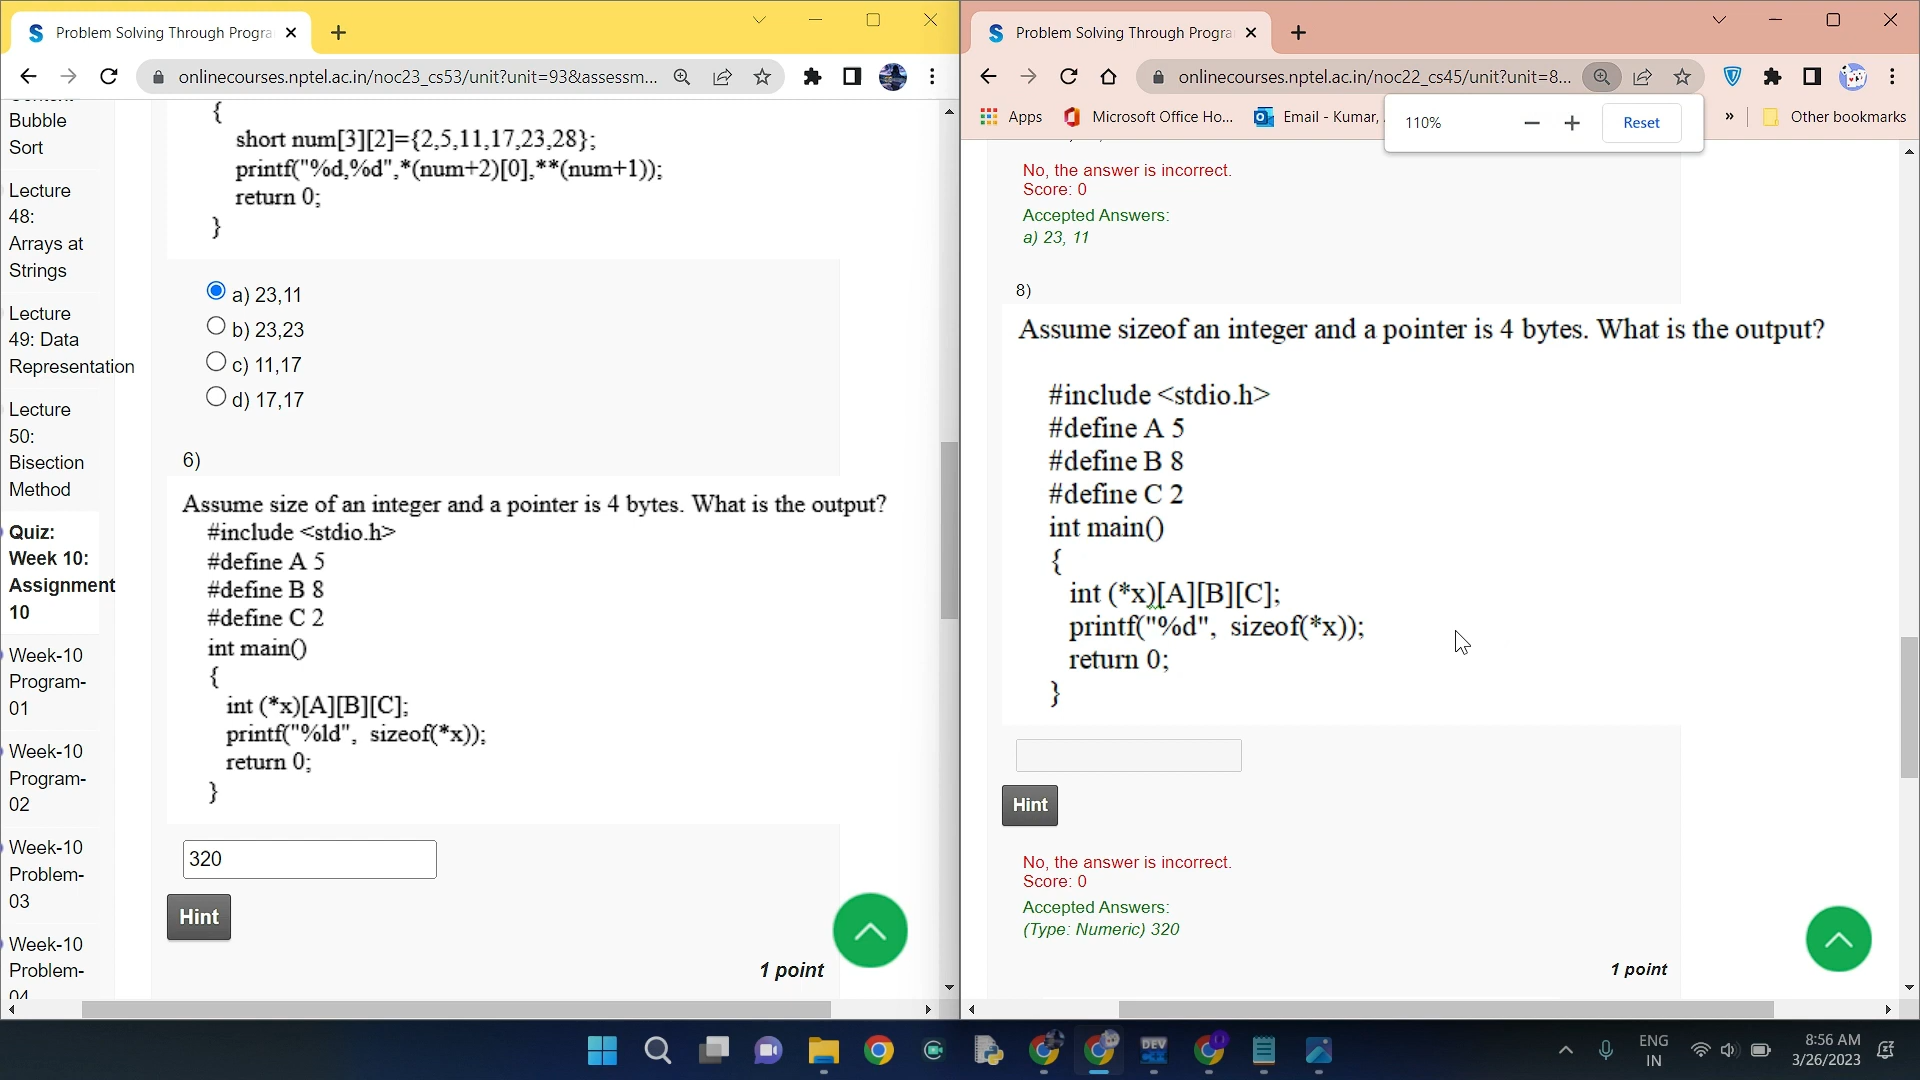 Problem Solving Through Progra
onlinecourses.nptel.ac.in/noc23_cs53/unit?unit=93&assessm...
Bubble
Sort
Lecture
48:
Arrays at
Strings
Lecture
49: Data
Representation
Lecture
50:
Bisection
Method
Quiz:
Week 10:
Assignment
10
Week-10
Program-
01
Week-10
Program-
02
Week-10
Problem-
03
Week-10
Problem-
04
{
short num[3][2]={2,5,11,17,23,28};
printf("%d,%d",*(num+2)[0],**(num+1));
return 0;
}
a) 23,11
b) 23,23
c) 11,17
d) 17,17
6)
Assume size of an integer and a pointer is 4 bytes. What is the output?
#include <stdio.h>
#define A 5
#define B 8
#define C 2
int main()
{
int (*x)[A][B][C];
printf("%ld", sizeof(*x));
return 0;
}
320
Hint
1 point
Problem Solving Through Progra
onlinecourses.nptel.ac.in/noc22_cs45/unit?unit=8...
Apps
Microsoft Office Ho...
Email - Kumar,
110%
Reset
»
Other bookmarks
No, the answer is incorrect.
Score: 0
Accepted Answers:
a) 23, 11
8)
Assume sizeof an integer and a pointer is 4 bytes. What is the output?
#include <stdio.h>
#define A 5
#define B 8
#define C 2
int main()
{
int (*x)[A][B][C];
printf("%d", sizeof(*x));
return 0;
}
Hint
No, the answer is incorrect.
Score: 0
Accepted Answers:
(Type: Numeric) 320
1 point
DEV
ENG
IN
8:56 AM
3/26/2023